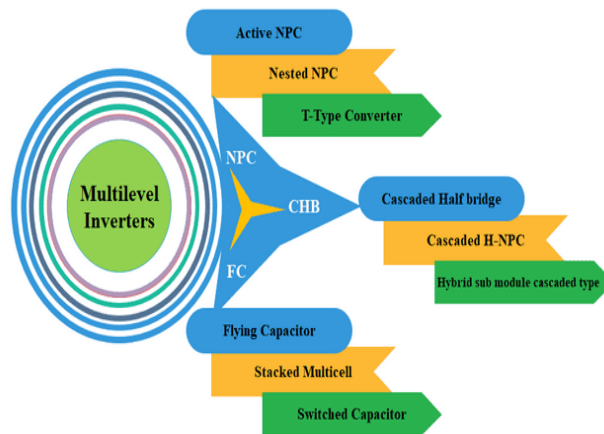 Active NPC
Nested NPC
T-Type Converter
NPC
CHB
FC
Multilevel
Inverters
Cascaded Half bridge
Cascaded H-NPC
Hybrid sub module cascaded type
Flying Capacitor
Stacked Multicell
Switched Capacitor